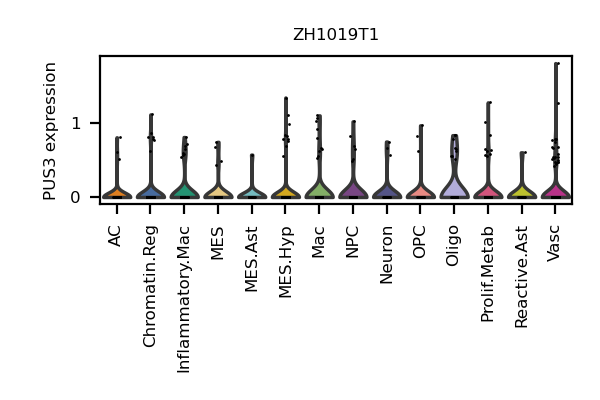 ZH1019T1
PUS3 expression
1
0
AC
Chromatin.Reg
Inflammatory.Mac
MES
MES.Ast
MES.Hyp
Mac
NPC
Neuron
OPC
Oligo
Prolif.Metab
Reactive.Ast
Vasc